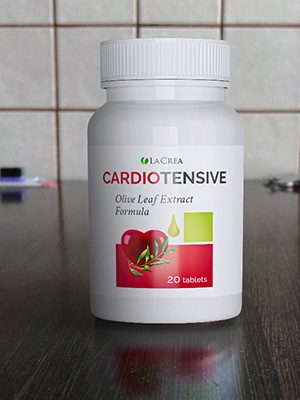 LACREA
CARDIOTENSIVE
Olive Leaf Extract
Formula
20 tablets